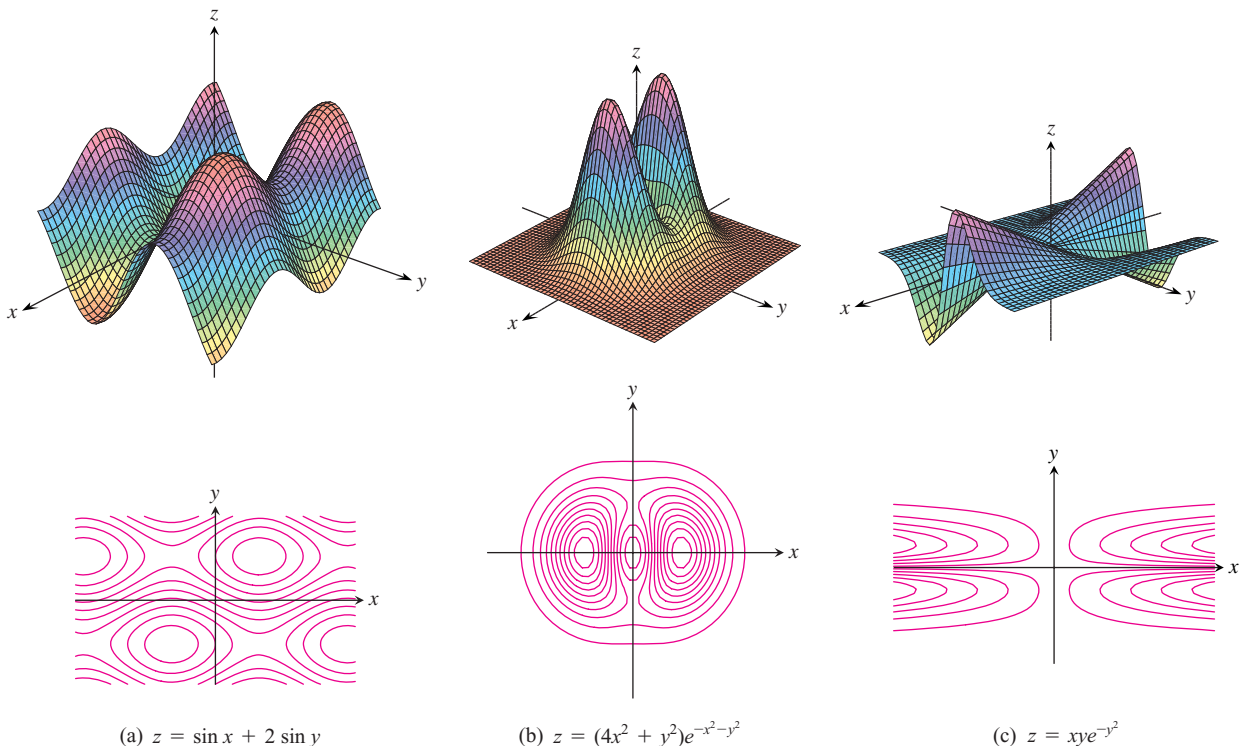 z
z
z
x
y
x
y
x
y
y
x
y
x
y
x
(a) z = sin x + 2 sin y
(b) z = (4x² + y²)e^{−x²−y²}
(c) z = xye^{−y²}